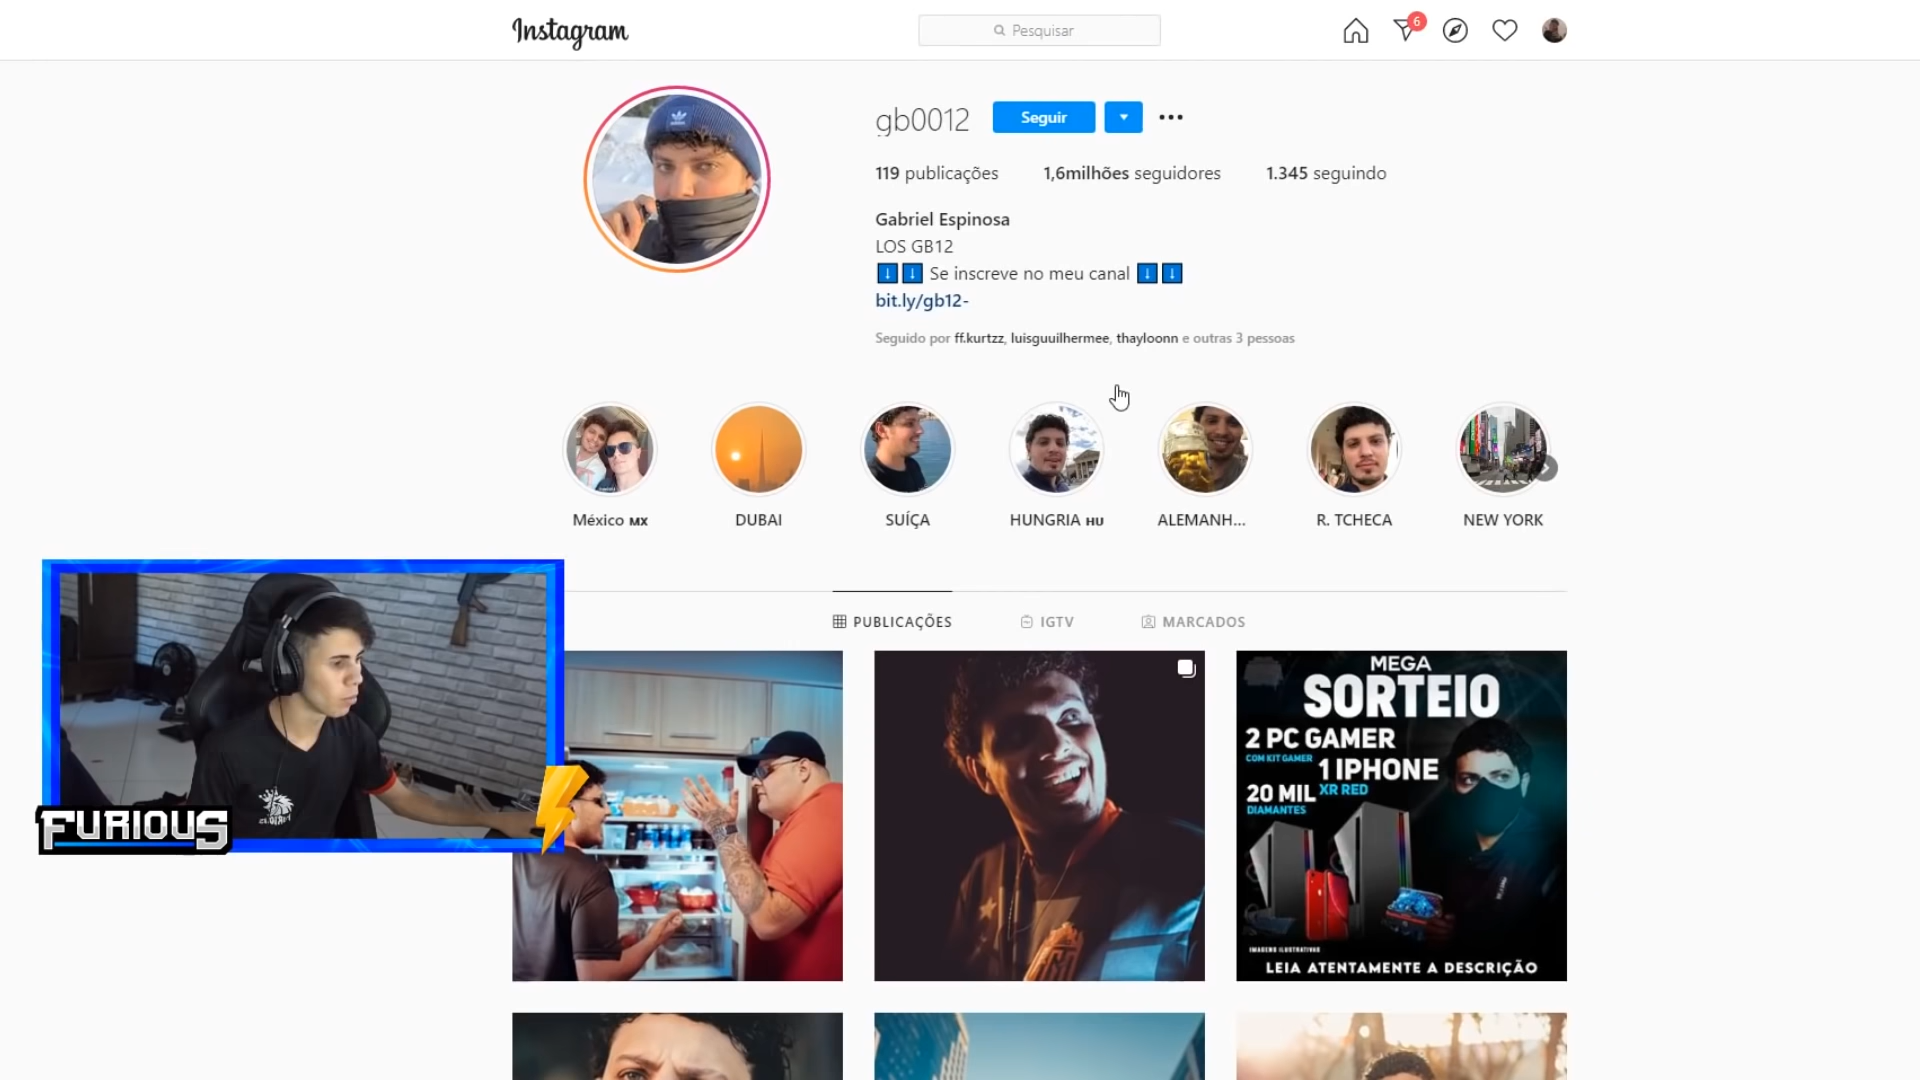 Instagram
Pesquisar
6
gb0012
Seguir
119 publicações
1,6milhões seguidores
1.345 seguindo
Gabriel Espinosa
LOS GB12
Se inscreve no meu canal
bit.ly/gb12-
Seguido por ff.kurtzz, luisguuilhermee, thayloonn e outras 3 pessoas
México MX
DUBAI
SUÍÇA
HUNGRIA HU
ALEMANH...
R. TCHECA
NEW YORK
PUBLICAÇÕES
IGTV
MARCADOS
FURIOUS
MEGA
SORTEIO
2 PC GAMER
COM KIT GAMER
1 IPHONE
XR RED
20 MIL
DIAMANTES
IMAGENS ILUSTRATIVAS
LEIA ATENTAMENTE A DESCRIÇÃO